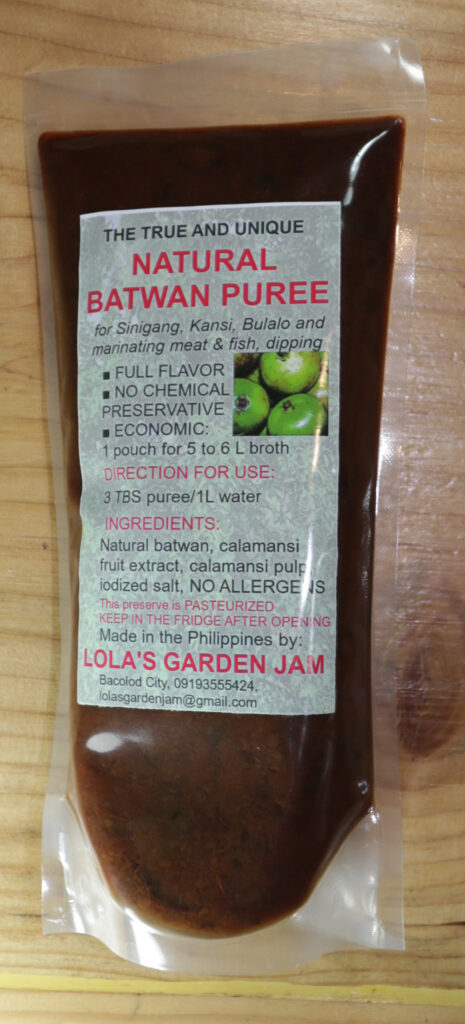 THE TRUE AND UNIQUE
NATURAL
BATWAN PUREE
for Sinigang, Kansi, Bulalo and
marinating meat & fish, dipping
■ FULL FLAVOR
■ NO CHEMICAL
PRESERVATIVE
■ ECONOMIC:
1 pouch for 5 to 6 L broth
DIRECTION FOR USE:
3 TBS puree/1L water
INGREDIENTS:
Natural batwan, calamansi
fruit extract, calamansi pulp,
iodized salt, NO ALLERGENS
This preserve is PASTEURIZED
KEEP IN THE FRIDGE AFTER OPENING
Made in the Philippines by:
LOLA'S GARDEN JAM
Bacolod City, 09193555424,
lolasgardenjam@gmail.com